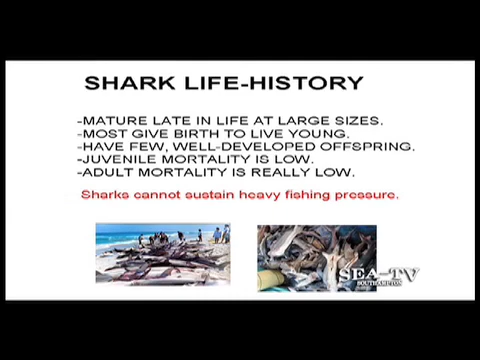 SHARK LIFE-HISTORY
-MATURE LATE IN LIFE AT LARGE SIZES.
-MOST GIVE BIRTH TO LIVE YOUNG.
-HAVE FEW, WELL-DEVELOPED OFFSPRING.
-JUVENILE MORTALITY IS LOW.
-ADULT MORTALITY IS REALLY LOW.
Sharks cannot sustain heavy fishing pressure.
SEA-TV
SOUTHAMPTON